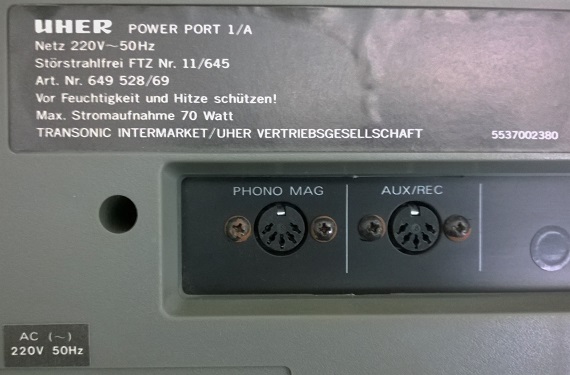 UHER POWER PORT 1/A
Netz 220V~50Hz
Störstrahlfrei FTZ Nr. 11/645
Art. Nr. 649 528/69
Vor Feuchtigkeit und Hitze schützen!
Max. Stromaufnahme 70 Watt
TRANSONIC INTERMARKET/UHER VERTRIEBSGESELLSCHAFT 5537002380
PHONO MAG AUX/REC
AC (~)
220V 50Hz